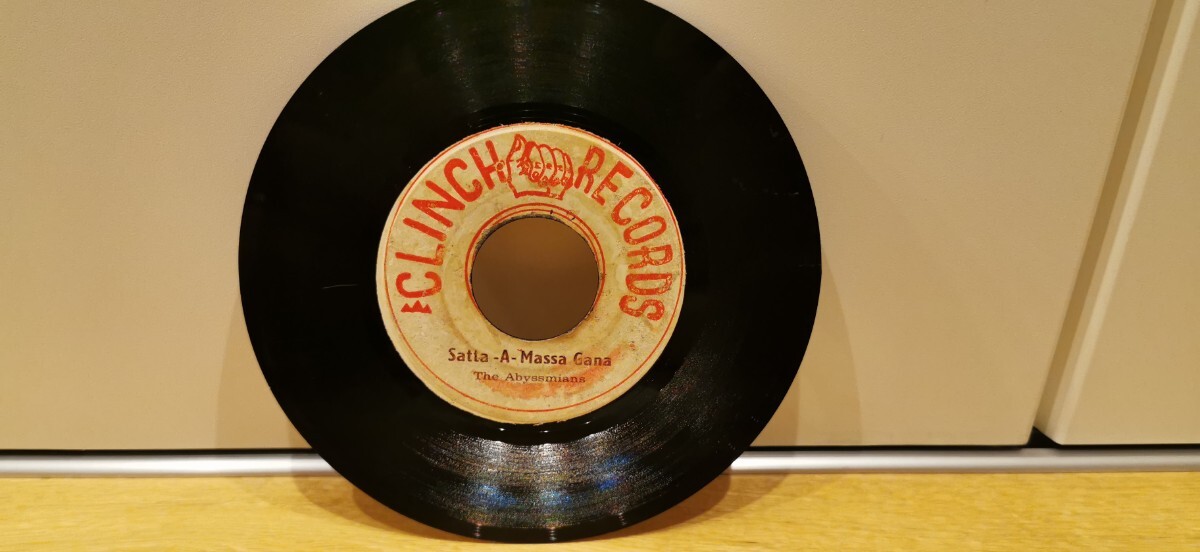 CLINCH RECORDS
Satta-A-Massa Gana
The Abyssmians